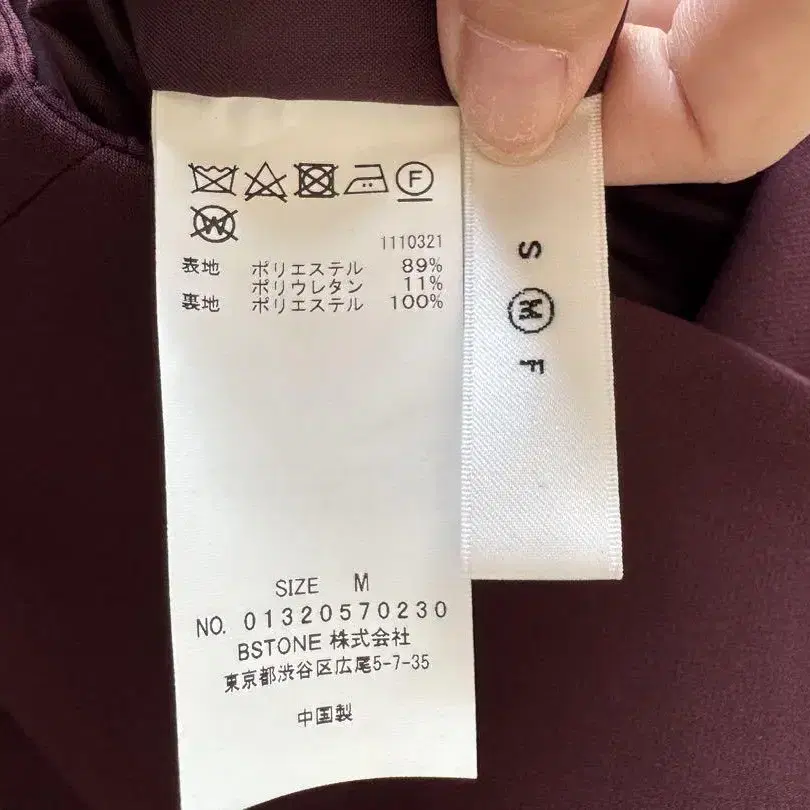 F
W
1110321
表地 ポリエステル 89%
ポリウレタン 11%
裏地 ポリエステル 100%
SIZE M
NO. 01320570230
BSTONE 株式会社
東京都渋谷区広尾5-7-35
中国製
S
M
F